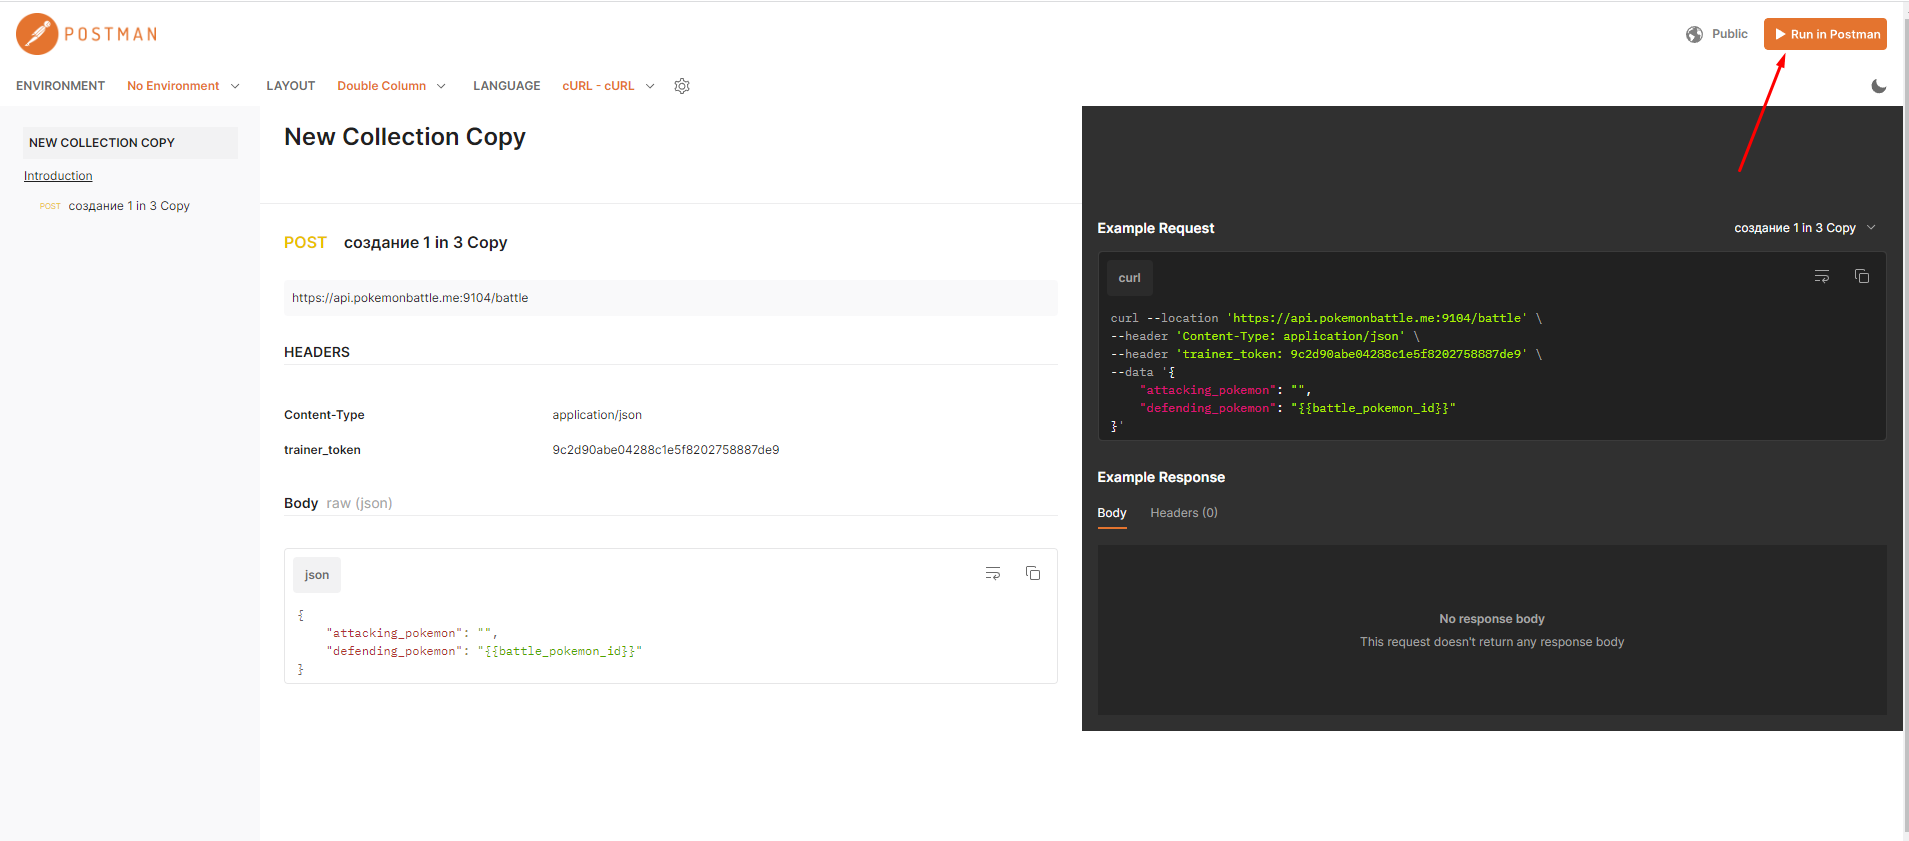 POSTMAN
Public
Run in Postman
ENVIRONMENT No Environment LAYOUT Double Column LANGUAGE cURL - cURL
NEW COLLECTION COPY
Introduction
POST создание 1 in 3 Copy
New Collection Copy
POST создание 1 in 3 Copy
https://api.pokemonbattle.me:9104/battle
HEADERS
Content-Type application/json
trainer_token 9c2d90abe04288c1e5f8202758887de9
Body raw (json)
json
{
    "attacking_pokemon": "",
    "defending_pokemon": "{{battle_pokemon_id}}"
}
Example Request
создание 1 in 3 Copy
curl
curl --location 'https://api.pokemonbattle.me:9104/battle' \
--header 'Content-Type: application/json' \
--header 'trainer_token: 9c2d90abe04288c1e5f8202758887de9' \
--data '{
    "attacking_pokemon": "",
    "defending_pokemon": "{{battle_pokemon_id}}"
}'
Example Response
Body Headers (0)
No response body
This request doesn't return any response body